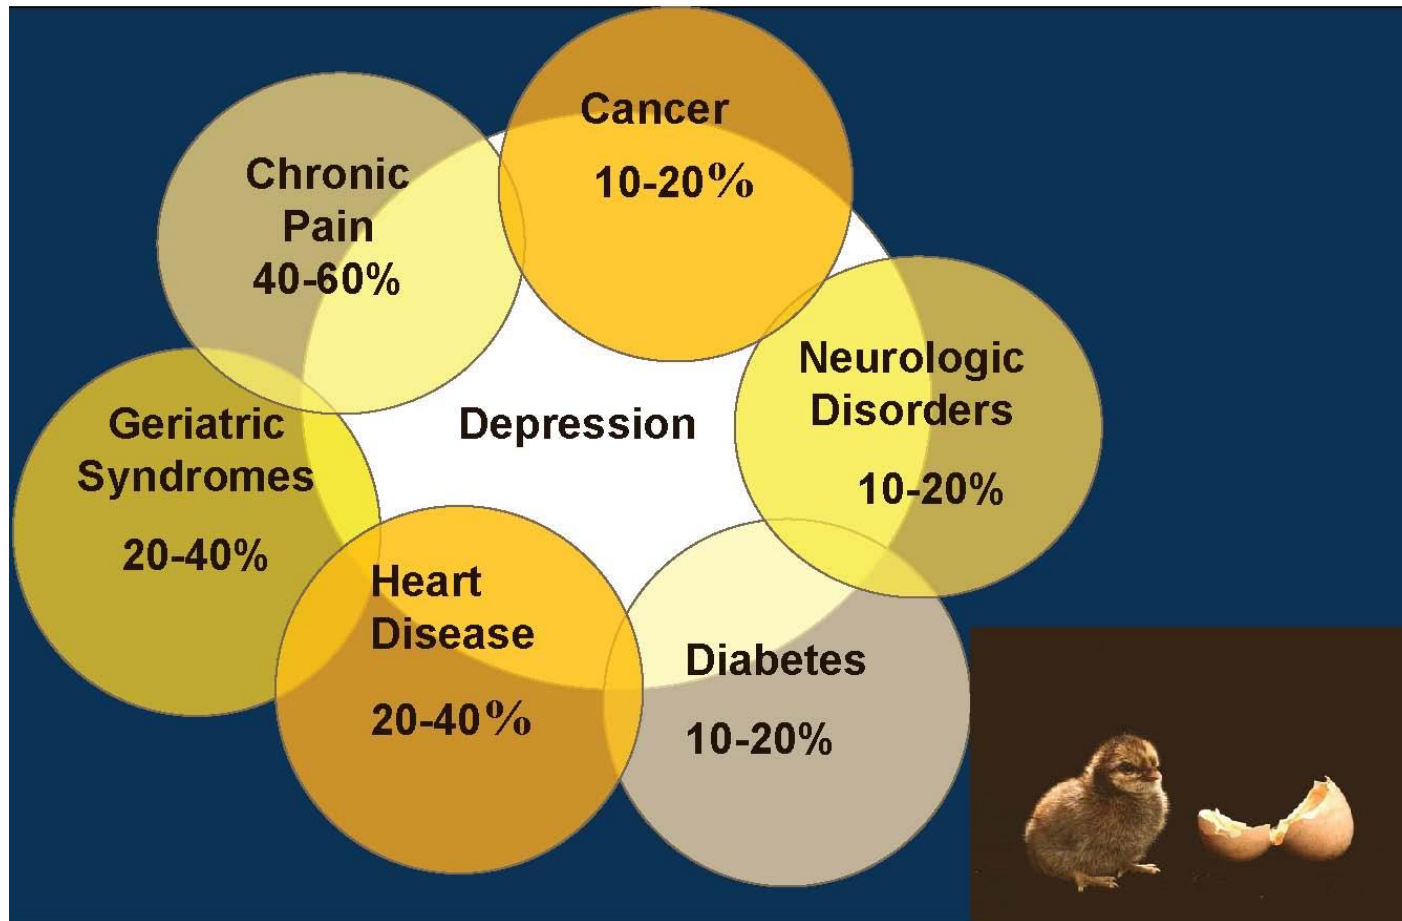 Cancer
10-20%
Chronic
Pain
40-60%
Neurologic
Disorders
10-20%
Depression
Geriatric
Syndromes
20-40%
Heart
Disease
20-40%
Diabetes
10-20%